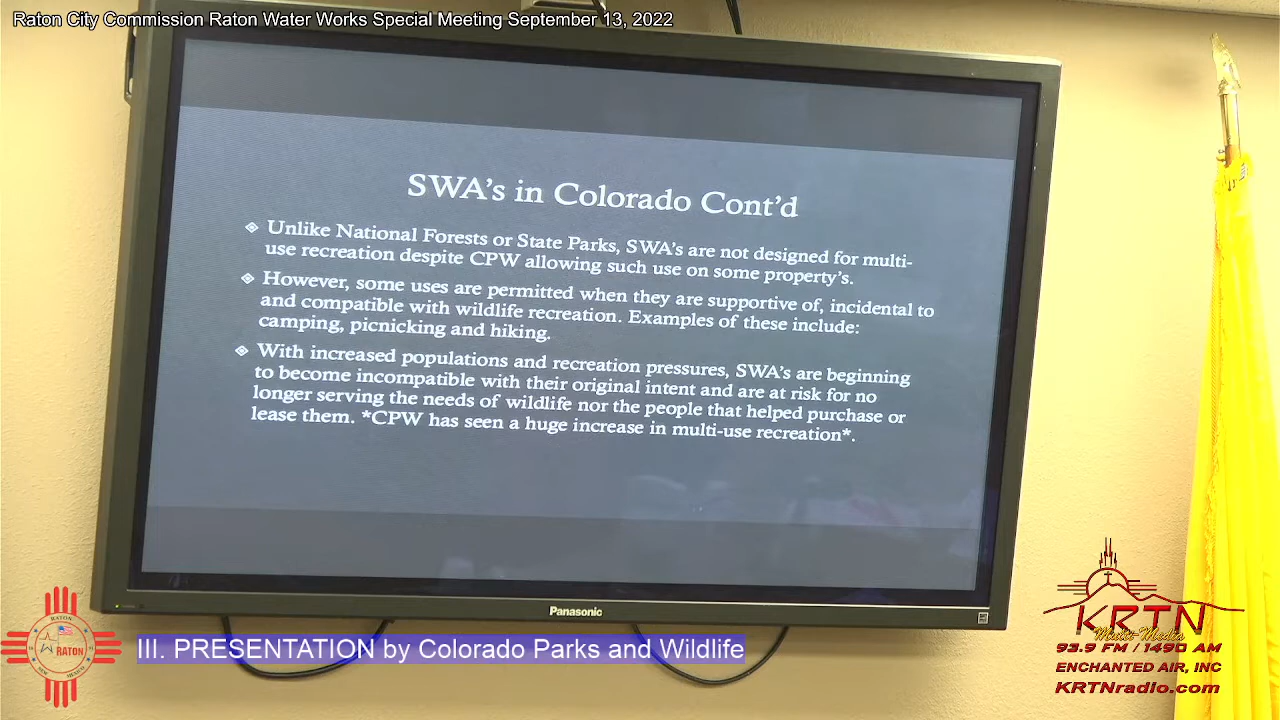 Raton City Commission Raton Water Works Special Meeting September 13, 2022
SWA's in Colorado Cont'd
Unlike National Forests or State Parks, SWA's are not designed for multi-
use recreation despite CPW allowing such use on some property's.
However, some uses are permitted when they are supportive of, incidental to
and compatible with wildlife recreation. Examples of these include:
camping, picnicking and hiking.
With increased populations and recreation pressures, SWA's are beginning
to become incompatible with their original intent and are at risk for no
longer serving the needs of wildlife nor the people that helped purchase or
lease them. *CPW has seen a huge increase in multi-use recreation*.
Panasonic
RATON
RATON
NEW MEXICO
III. PRESENTATION by Colorado Parks and Wildlife
KRTN
Multi-Media
93.9 FM / 1490 AM
ENCHANTED AIR, INC
KRTNradio.com